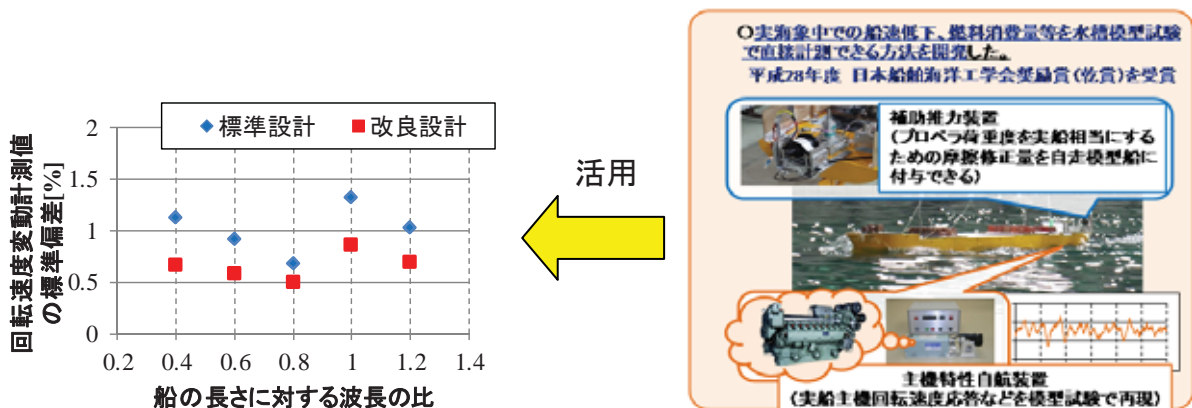 標準設計 改良設計
2
1.5
1
0.5
0
0.2 0.4 0.6 0.8 1 1.2 1.4
回転速度変動計測値
の標準偏差[%]
船の長さに対する波長の比
活用
○実海象中での船速低下、燃料消費量等を水槽模型試験
で直接計測できる方法を開発した。
平成28年度 日本船舶海洋工学会奨励賞(乾賞)を受賞
補助推力装置
(プロペラ荷重度を実船相当にする
ための摩擦修正量を自走模型船に
付与できる)
主機特性自航装置
(実船主機回転速度応答などを模型試験で再現)